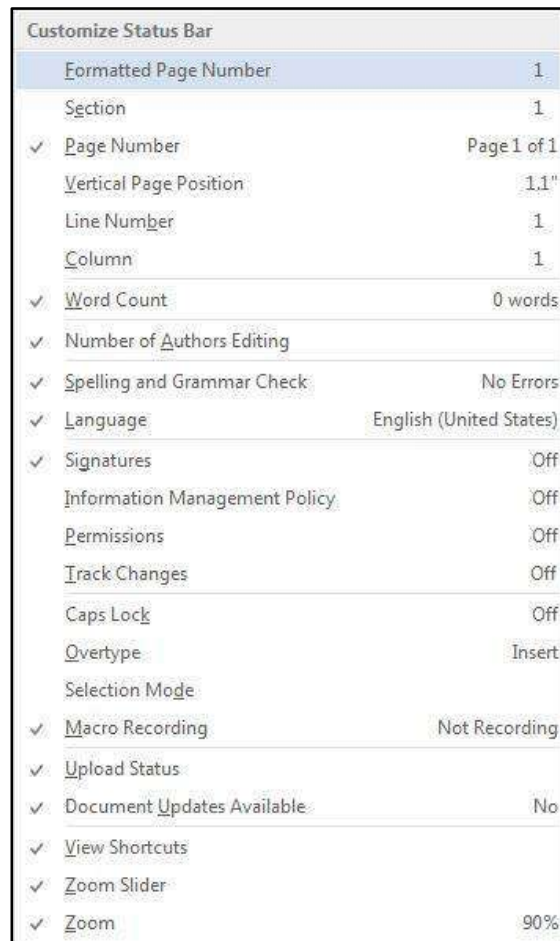 Customize Status Bar
Formatted Page Number 1
Section 1
✓ Page Number Page 1 of 1
Vertical Page Position 1,1"
Line Number 1
Column 1
✓ Word Count 0 words
✓ Number of Authors Editing
✓ Spelling and Grammar Check No Errors
✓ Language English (United States)
✓ Signatures Off
Information Management Policy Off
Permissions Off
Track Changes Off
Caps Lock Off
Overtype Insert
Selection Mode
✓ Macro Recording Not Recording
✓ Upload Status
✓ Document Updates Available No
✓ View Shortcuts
✓ Zoom Slider
✓ Zoom 90%